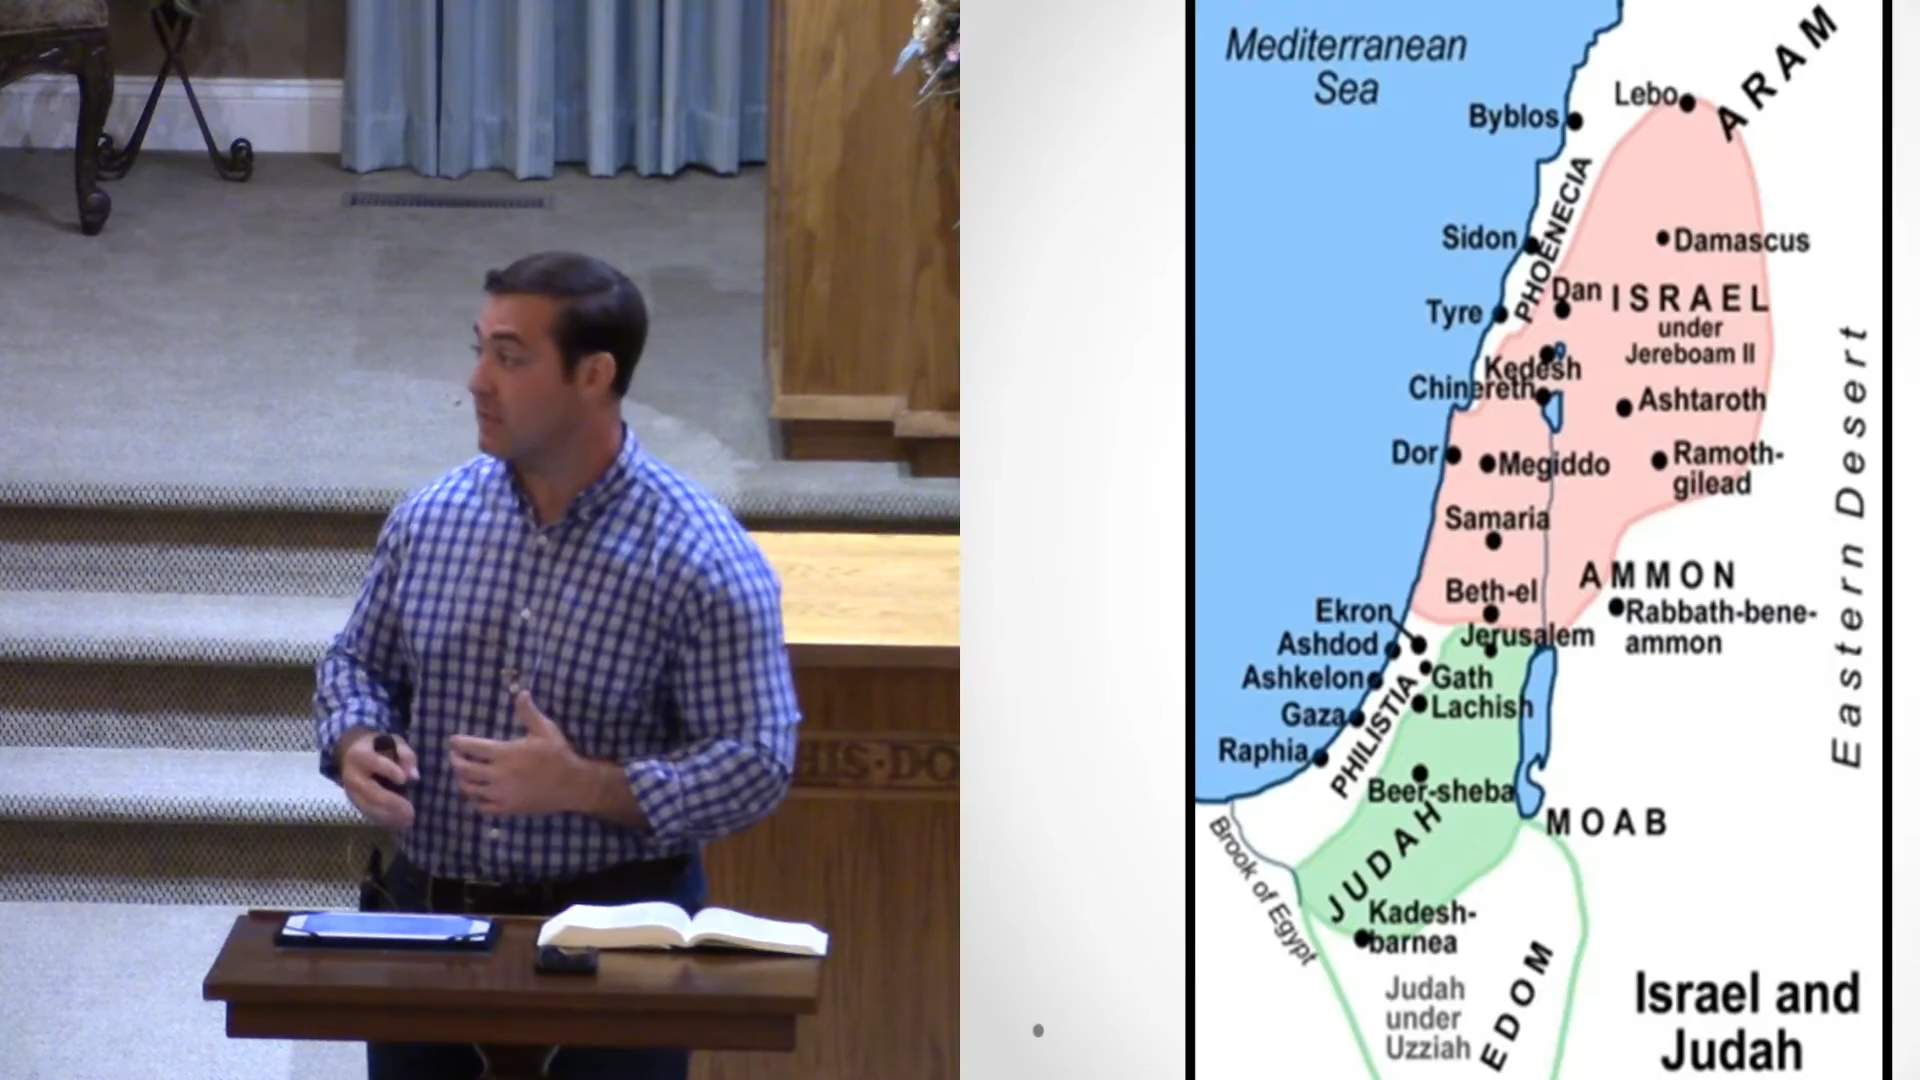 HIS·DO
Mediterranean
Sea
ARAM
Lebo
Byblos
PHOENECIA
Sidon
Damascus
Dan
ISRAEL
under
Jereboam II
Tyre
Kedesh
Chinereth
Ashtaroth
Dor
Megiddo
Ramoth-
gilead
Samaria
Eastern Desert
AMMON
Beth-el
Rabbath-bene-
ammon
Ekron
Jerusalem
Ashdod
Ashkelon
Gath
Lachish
Gaza
PHILISTIA
Raphia
Beer-sheba
MOAB
JUDAH
Brook of Egypt
Kadesh-
barnea
Judah
under
Uzziah
EDOM
Israel and
Judah